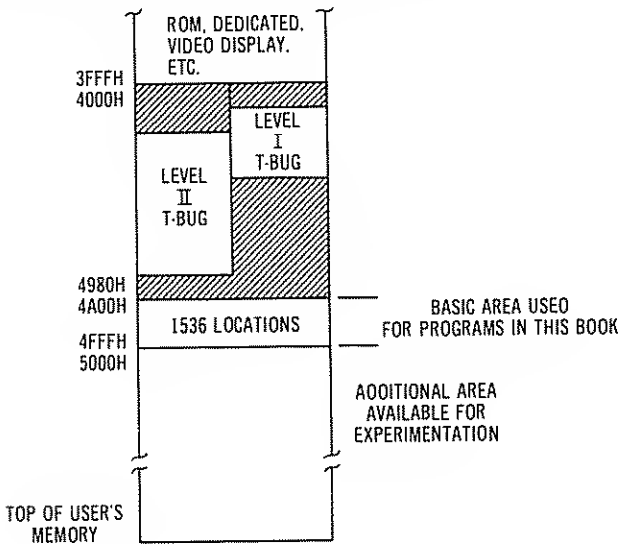 ROM, DEDICATED,
VIDEO DISPLAY,
ETC.
3FFFH
4000H
LEVEL
I
T-BUG
LEVEL
II
T-BUG
4980H
4A00H
1536 LOCATIONS
BASIC AREA USEO
FOR PROGRAMS IN THIS BOOK
4FFFH
5000H
AOOITIONAL AREA
AVAILABLE FOR
EXPERIMENTATION
TOP OF USER'S
MEMORY